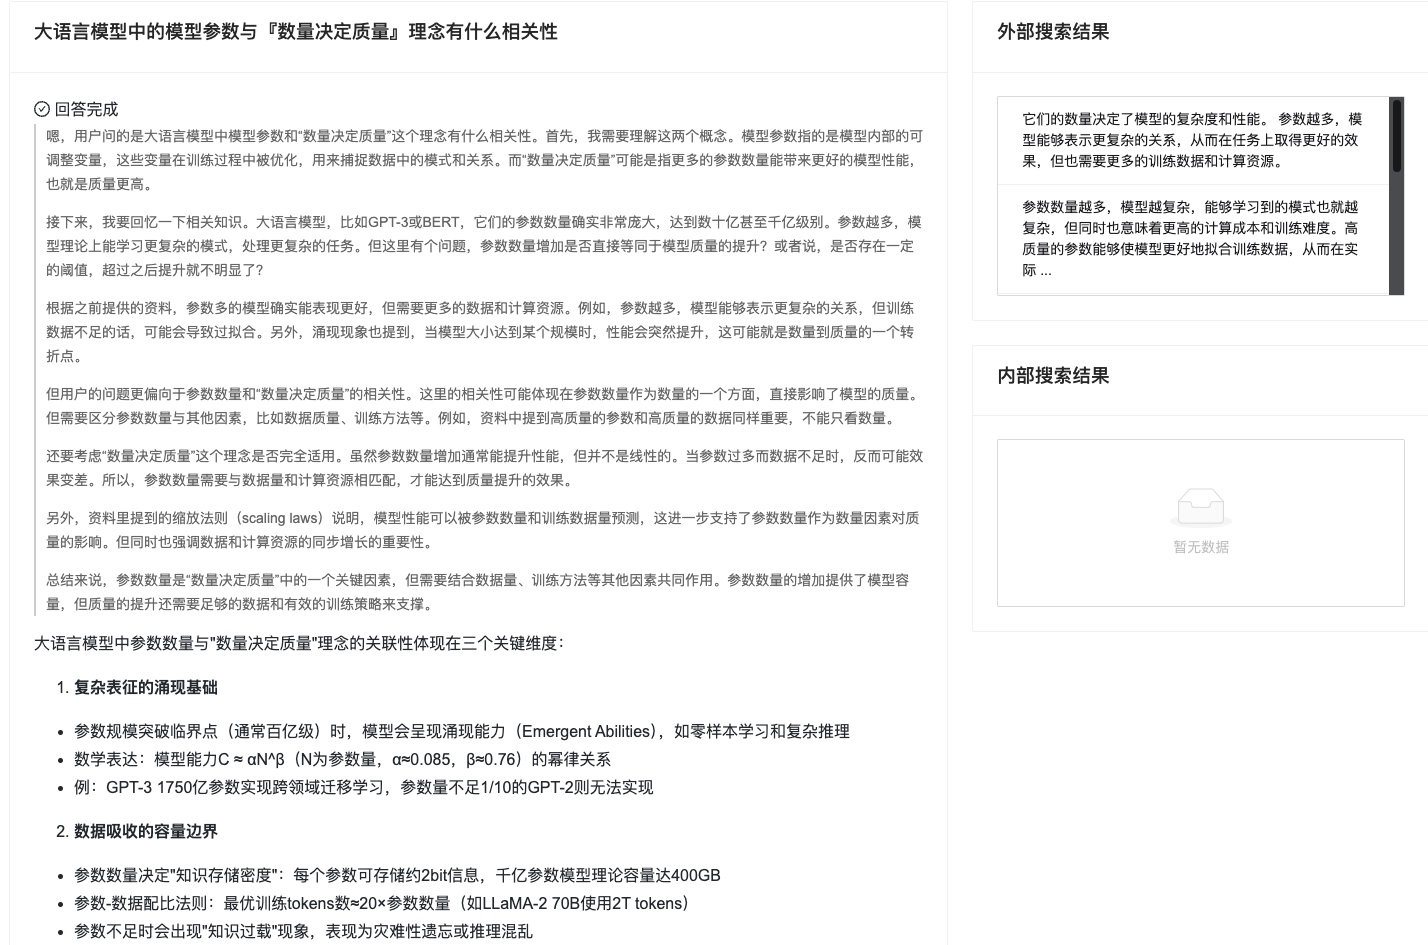 大语言模型中的模型参数与『数量决定质量』理念有什么相关性
回答完成
嗯，用户问的是大语言模型中模型参数和“数量决定质量”这个理念有什么相关性。首先，我需要理解这两个概念。模型参数指的是模型内部的可
调整变量，这些变量在训练过程中被优化，用来捕捉数据中的模式和关系。而“数量决定质量”可能是指更多的参数数量能带来更好的模型性能，
也就是质量更高。
接下来，我要回忆一下相关知识。大语言模型，比如GPT-3或BERT，它们的参数数量确实非常庞大，达到数十亿甚至千亿级别。参数越多，模
型理论上能学习更复杂的模式，处理更复杂的任务。但这里有个问题，参数数量增加是否直接等同于模型质量的提升？或者说，是否存在一定
的阈值，超过之后提升就不明显了？
根据之前提供的资料，参数多的模型确实能表现更好，但需要更多的数据和计算资源。例如，参数越多，模型能够表示更复杂的关系，但训练
数据不足的话，可能会导致过拟合。另外，涌现现象也提到，当模型大小达到某个规模时，性能会突然提升，这可能就是数量到质量的一个转
折点。
但用户的问题更偏向于参数数量和“数量决定质量”的相关性。这里的相关性可能体现在参数数量作为数量的一个方面，直接影响了模型的质量。
但需要区分参数数量与其他因素，比如数据质量、训练方法等。例如，资料中提到高质量的参数和高质量的数据同样重要，不能只看数量。
还要考虑“数量决定质量”这个理念是否完全适用。虽然参数数量增加通常能提升性能，但并不是线性的。当参数过多而数据不足时，反而可能效
果变差。所以，参数数量需要与数据量和计算资源相匹配，才能达到质量提升的效果。
另外，资料里提到的缩放法则（scaling laws）说明，模型性能可以被参数数量和训练数据量预测，这进一步支持了参数数量作为数量因素对质
量的影响。但同时也强调数据和计算资源的同步增长的重要性。
总结来说，参数数量是“数量决定质量”中的一个关键因素，但需要结合数据量、训练方法等其他因素共同作用。参数数量的增加提供了模型容
量，但质量的提升还需要足够的数据和有效的训练策略来支撑。
大语言模型中参数数量与"数量决定质量"理念的关联性体现在三个关键维度：
1. 复杂表征的涌现基础
• 参数规模突破临界点（通常百亿级）时，模型会呈现涌现能力（Emergent Abilities），如零样本学习和复杂推理
• 数学表达：模型能力C ≈ αN^β（N为参数量，α≈0.085，β≈0.76）的幂律关系
• 例：GPT-3 1750亿参数实现跨领域迁移学习，参数量不足1/10的GPT-2则无法实现
2. 数据吸收的容量边界
• 参数数量决定"知识存储密度"：每个参数可存储约2bit信息，千亿参数模型理论容量达400GB
• 参数-数据配比法则：最优训练tokens数≈20×参数数量（如LLaMA-2 70B使用2T tokens）
• 参数不足时会出现"知识过载"现象，表现为灾难性遗忘或推理混乱
外部搜索结果
它们的数量决定了模型的复杂度和性能。 参数越多，模
型能够表示更复杂的关系，从而在任务上取得更好的效
果，但也需要更多的训练数据和计算资源。
参数数量越多，模型越复杂，能够学习到的模式也就越
复杂，但同时也意味着更高的计算成本和训练难度。高
质量的参数能够使模型更好地拟合训练数据，从而在实
际 ...
内部搜索结果
暂无数据